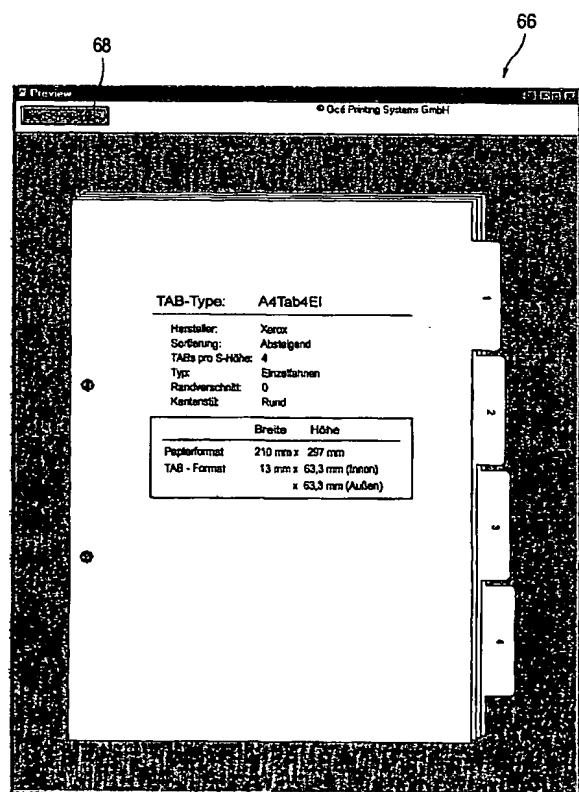 66
68
Preview
© Océ Printing Systems GmbH
TAB-Type: A4Tab4EI
Hersteller: Xerox
Sortierung: Absteigend
TABs pro S-Höhe: 4
Typ: Einzelfahnen
Randverschnitt: 0
Kantenstil: Rund
Breite Höhe
Papierformat 210 mm x 297 mm
TAB - Format 13 mm x 63,3 mm (Innen)
x 63,3 mm (Außen)
1
2
3
4